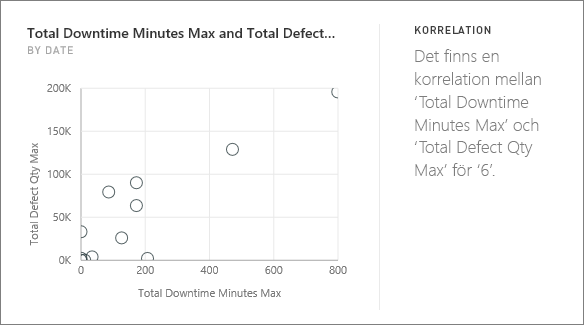 Total Downtime Minutes Max and Total Defect...
BY DATE
200K
150K
100K
50K
0K
0
200
400
600
800
Total Defect Qty Max
Total Downtime Minutes Max
KORRELATION
Det finns en
korrelation mellan
‘Total Downtime
Minutes Max’ och
‘Total Defect Qty
Max’ för ‘6’.